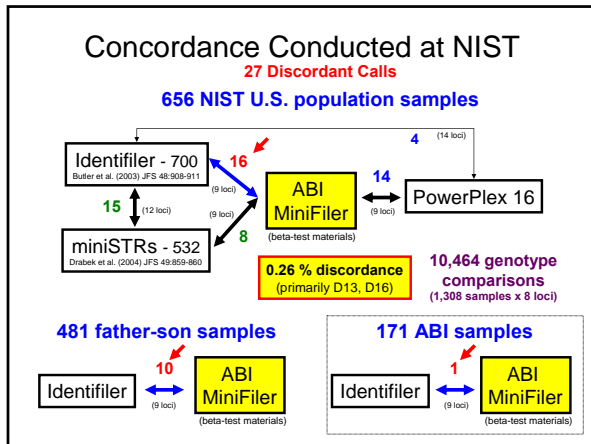 Concordance Conducted at NIST
27 Discordant Calls
656 NIST U.S. population samples
4 (14 loci)
Identifiler - 700
Butler et al. (2003) JFS 48:908-911
16
(9 loci)
14
(9 loci)
ABI
MiniFiler
(beta-test materials)
PowerPlex 16
15
(12 loci)
(9 loci)
8
miniSTRs - 532
Drabek et al. (2004) JFS 49:859-860
0.26 % discordance
(primarily D13, D16)
10,464 genotype
comparisons
(1,308 samples x 8 loci)
481 father-son samples
10
Identifiler
(9 loci)
ABI
MiniFiler
(beta-test materials)
171 ABI samples
1
Identifiler
(9 loci)
ABI
MiniFiler
(beta-test materials)